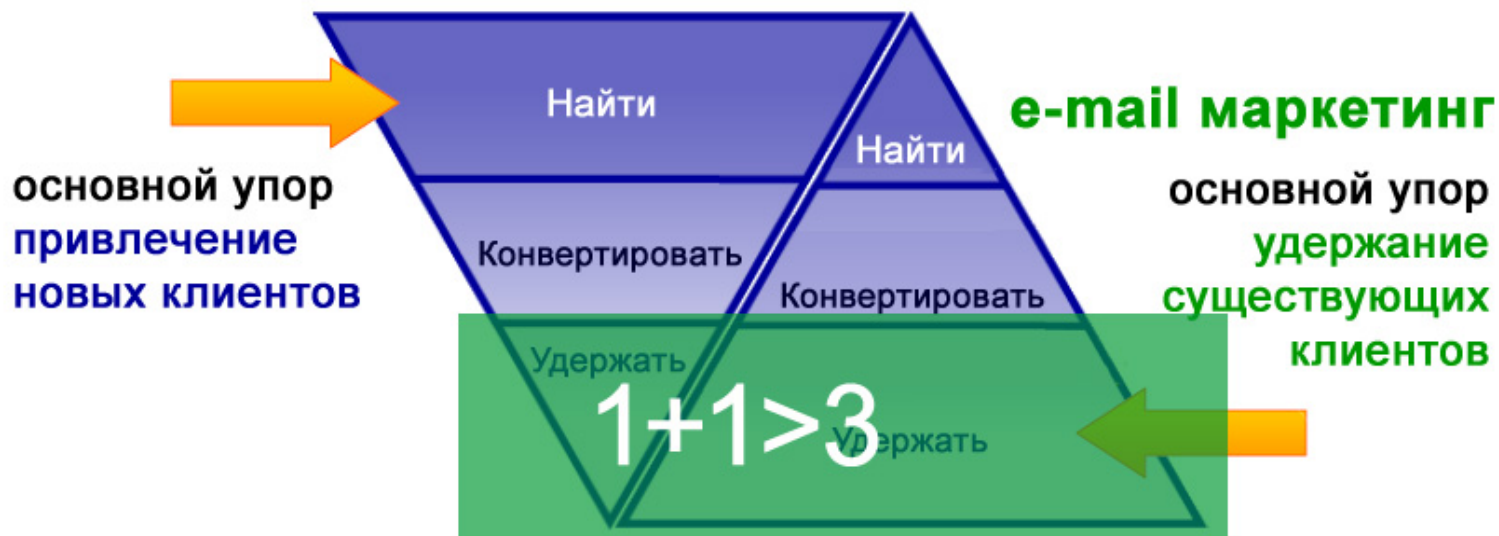 Найти
e-mail маркетинг
Найти
основной упор
привлечение
новых клиентов
основной упор
удержание
существующих
клиентов
Конвертировать
Конвертировать
Удержать
1+1>3
Удержать